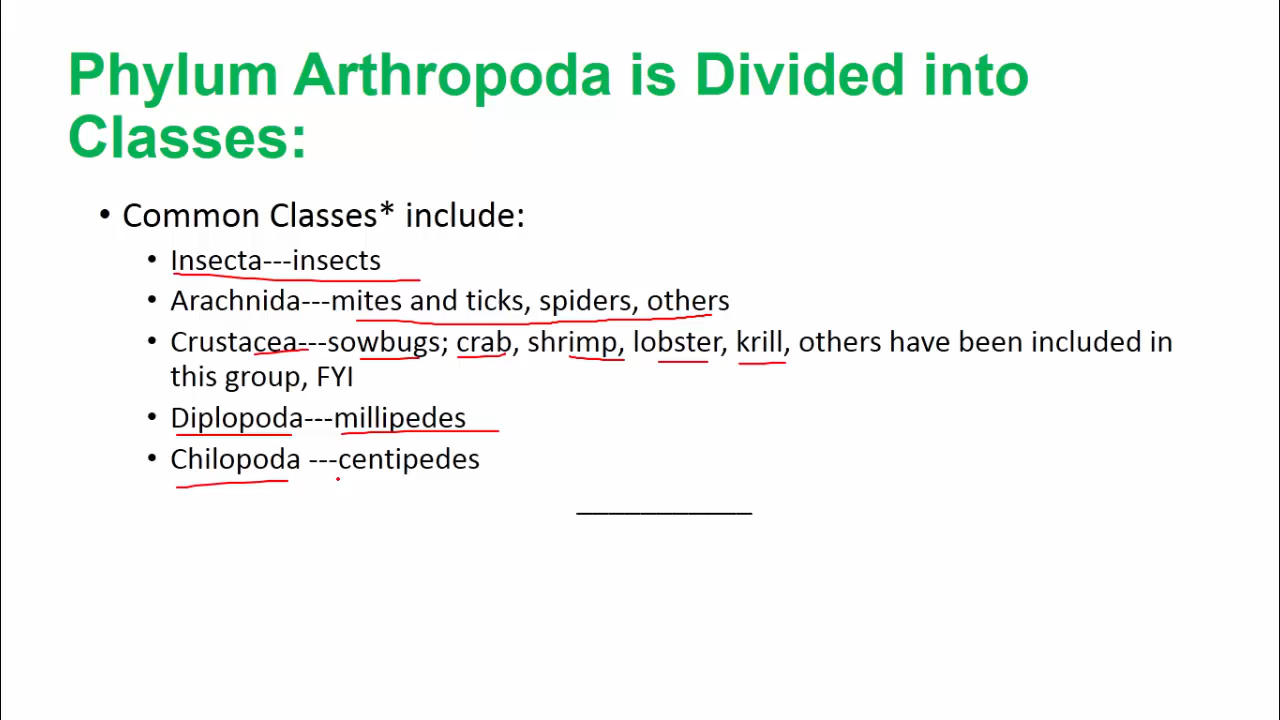 Phylum Arthropoda is Divided into
Classes:
• Common Classes* include:
• Insecta---insects
• Arachnida---mites and ticks, spiders, others
• Crustacea---sowbugs; crab, shrimp, lobster, krill, others have been included in
this group, FYI
• Diplopoda---millipedes
• Chilopoda ---centipedes
___________